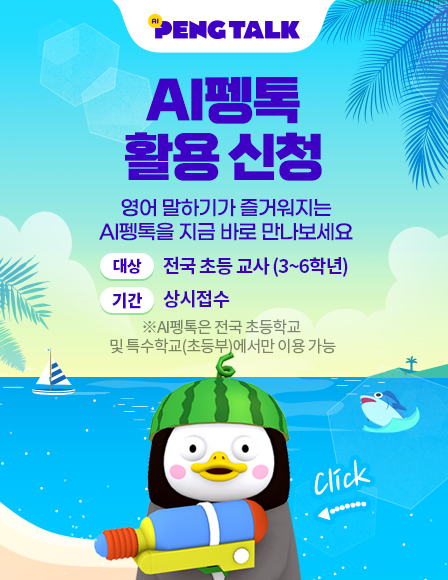 AI PENGTALK
AI펭톡
활용 신청
영어 말하기가 즐거워지는
AI펭톡을 지금 바로 만나보세요
대상 전국 초등 교사 (3~6학년)
기간 상시접수
※AI펭톡은 전국 초등학교
및 특수학교(초등부)에서만 이용 가능
Click